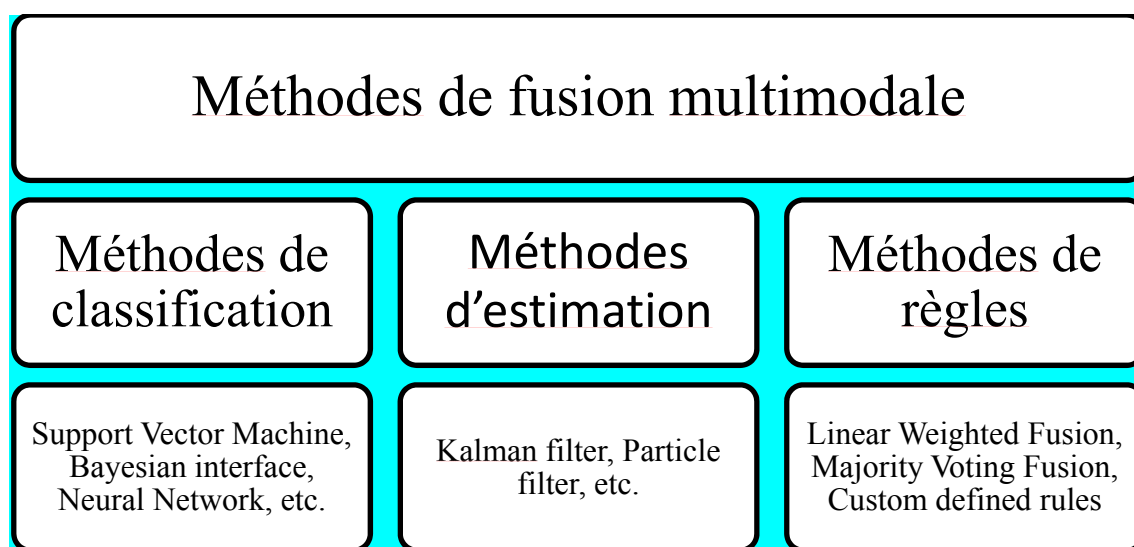 Méthodes de fusion multimodale
Méthodes de
classification
Méthodes
d’estimation
Méthodes de
règles
Support Vector Machine,
Bayesian interface,
Neural Network, etc.
Kalman filter, Particle
filter, etc.
Linear Weighted Fusion,
Majority Voting Fusion,
Custom defined rules